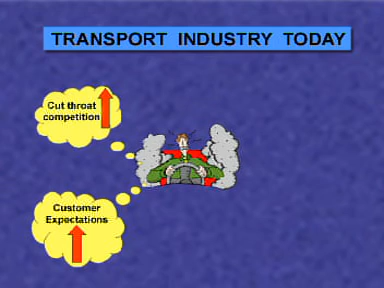 TRANSPORT INDUSTRY TODAY
Cut throat
competition
Customer
Expectations